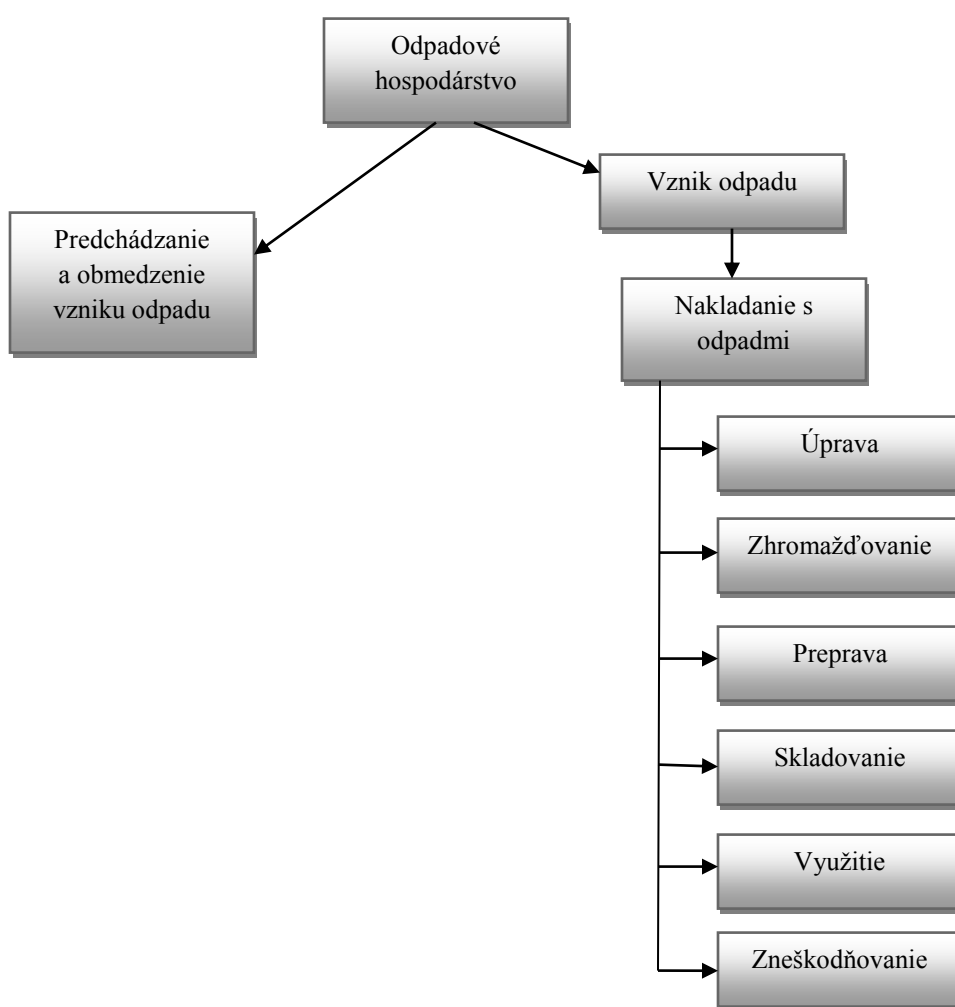 Odpadové
hospodárstvo
Vznik odpadu
Predchádzanie
a obmedzenie
vzniku odpadu
Nakladanie s
odpadmi
Úprava
Zhromažďovanie
Preprava
Skladovanie
Využitie
Zneškodňovanie